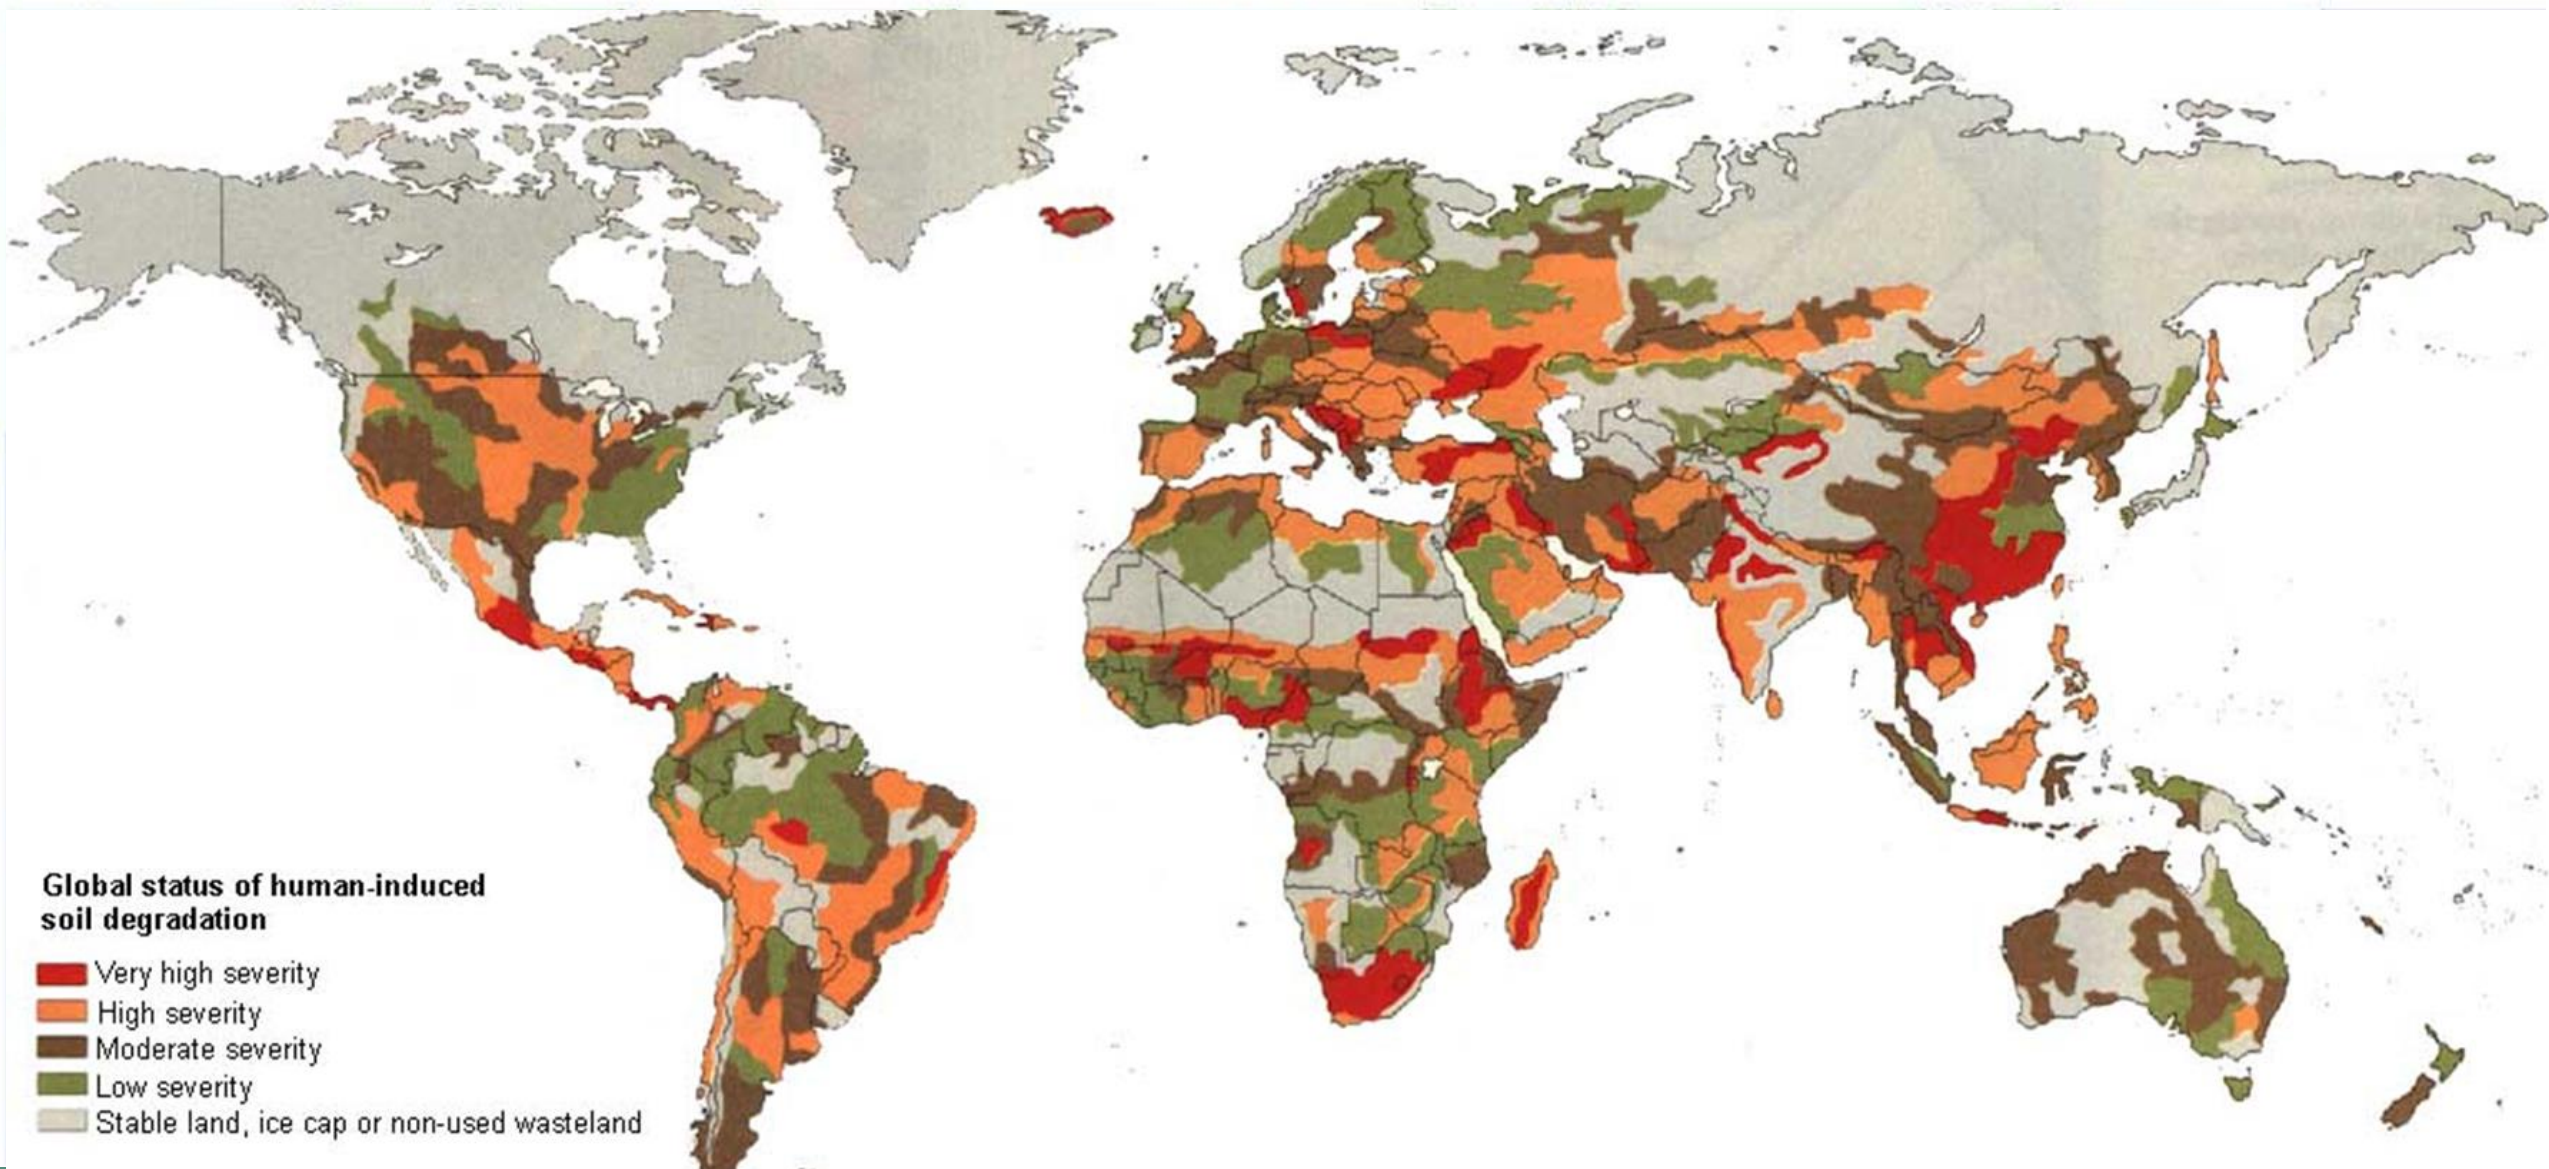 Global status of human-induced
soil degradation
Very high severity
High severity
Moderate severity
Low severity
Stable land, ice cap or non-used wasteland